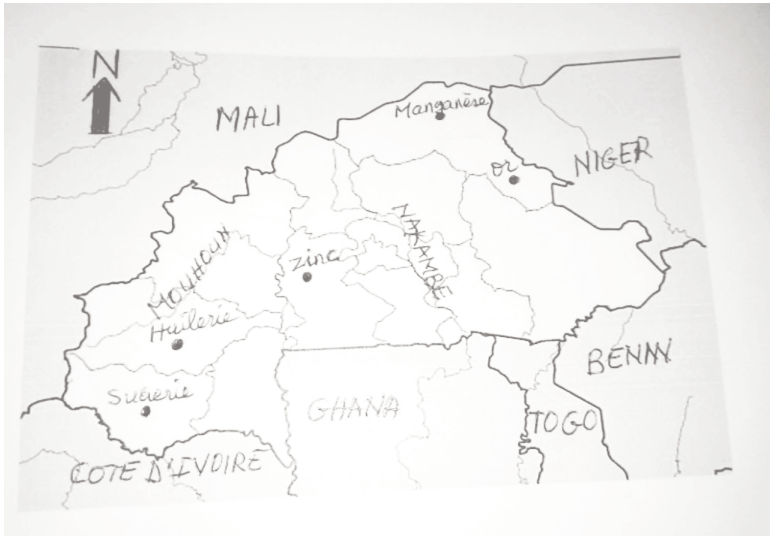 N
MALI
Manganèse
NIGER
or
NAKAMBE
MOUHOUN
zinc
Huilerie
BENIN
Sucrerie
GHANA
TOGO
COTE D'IVOIRE